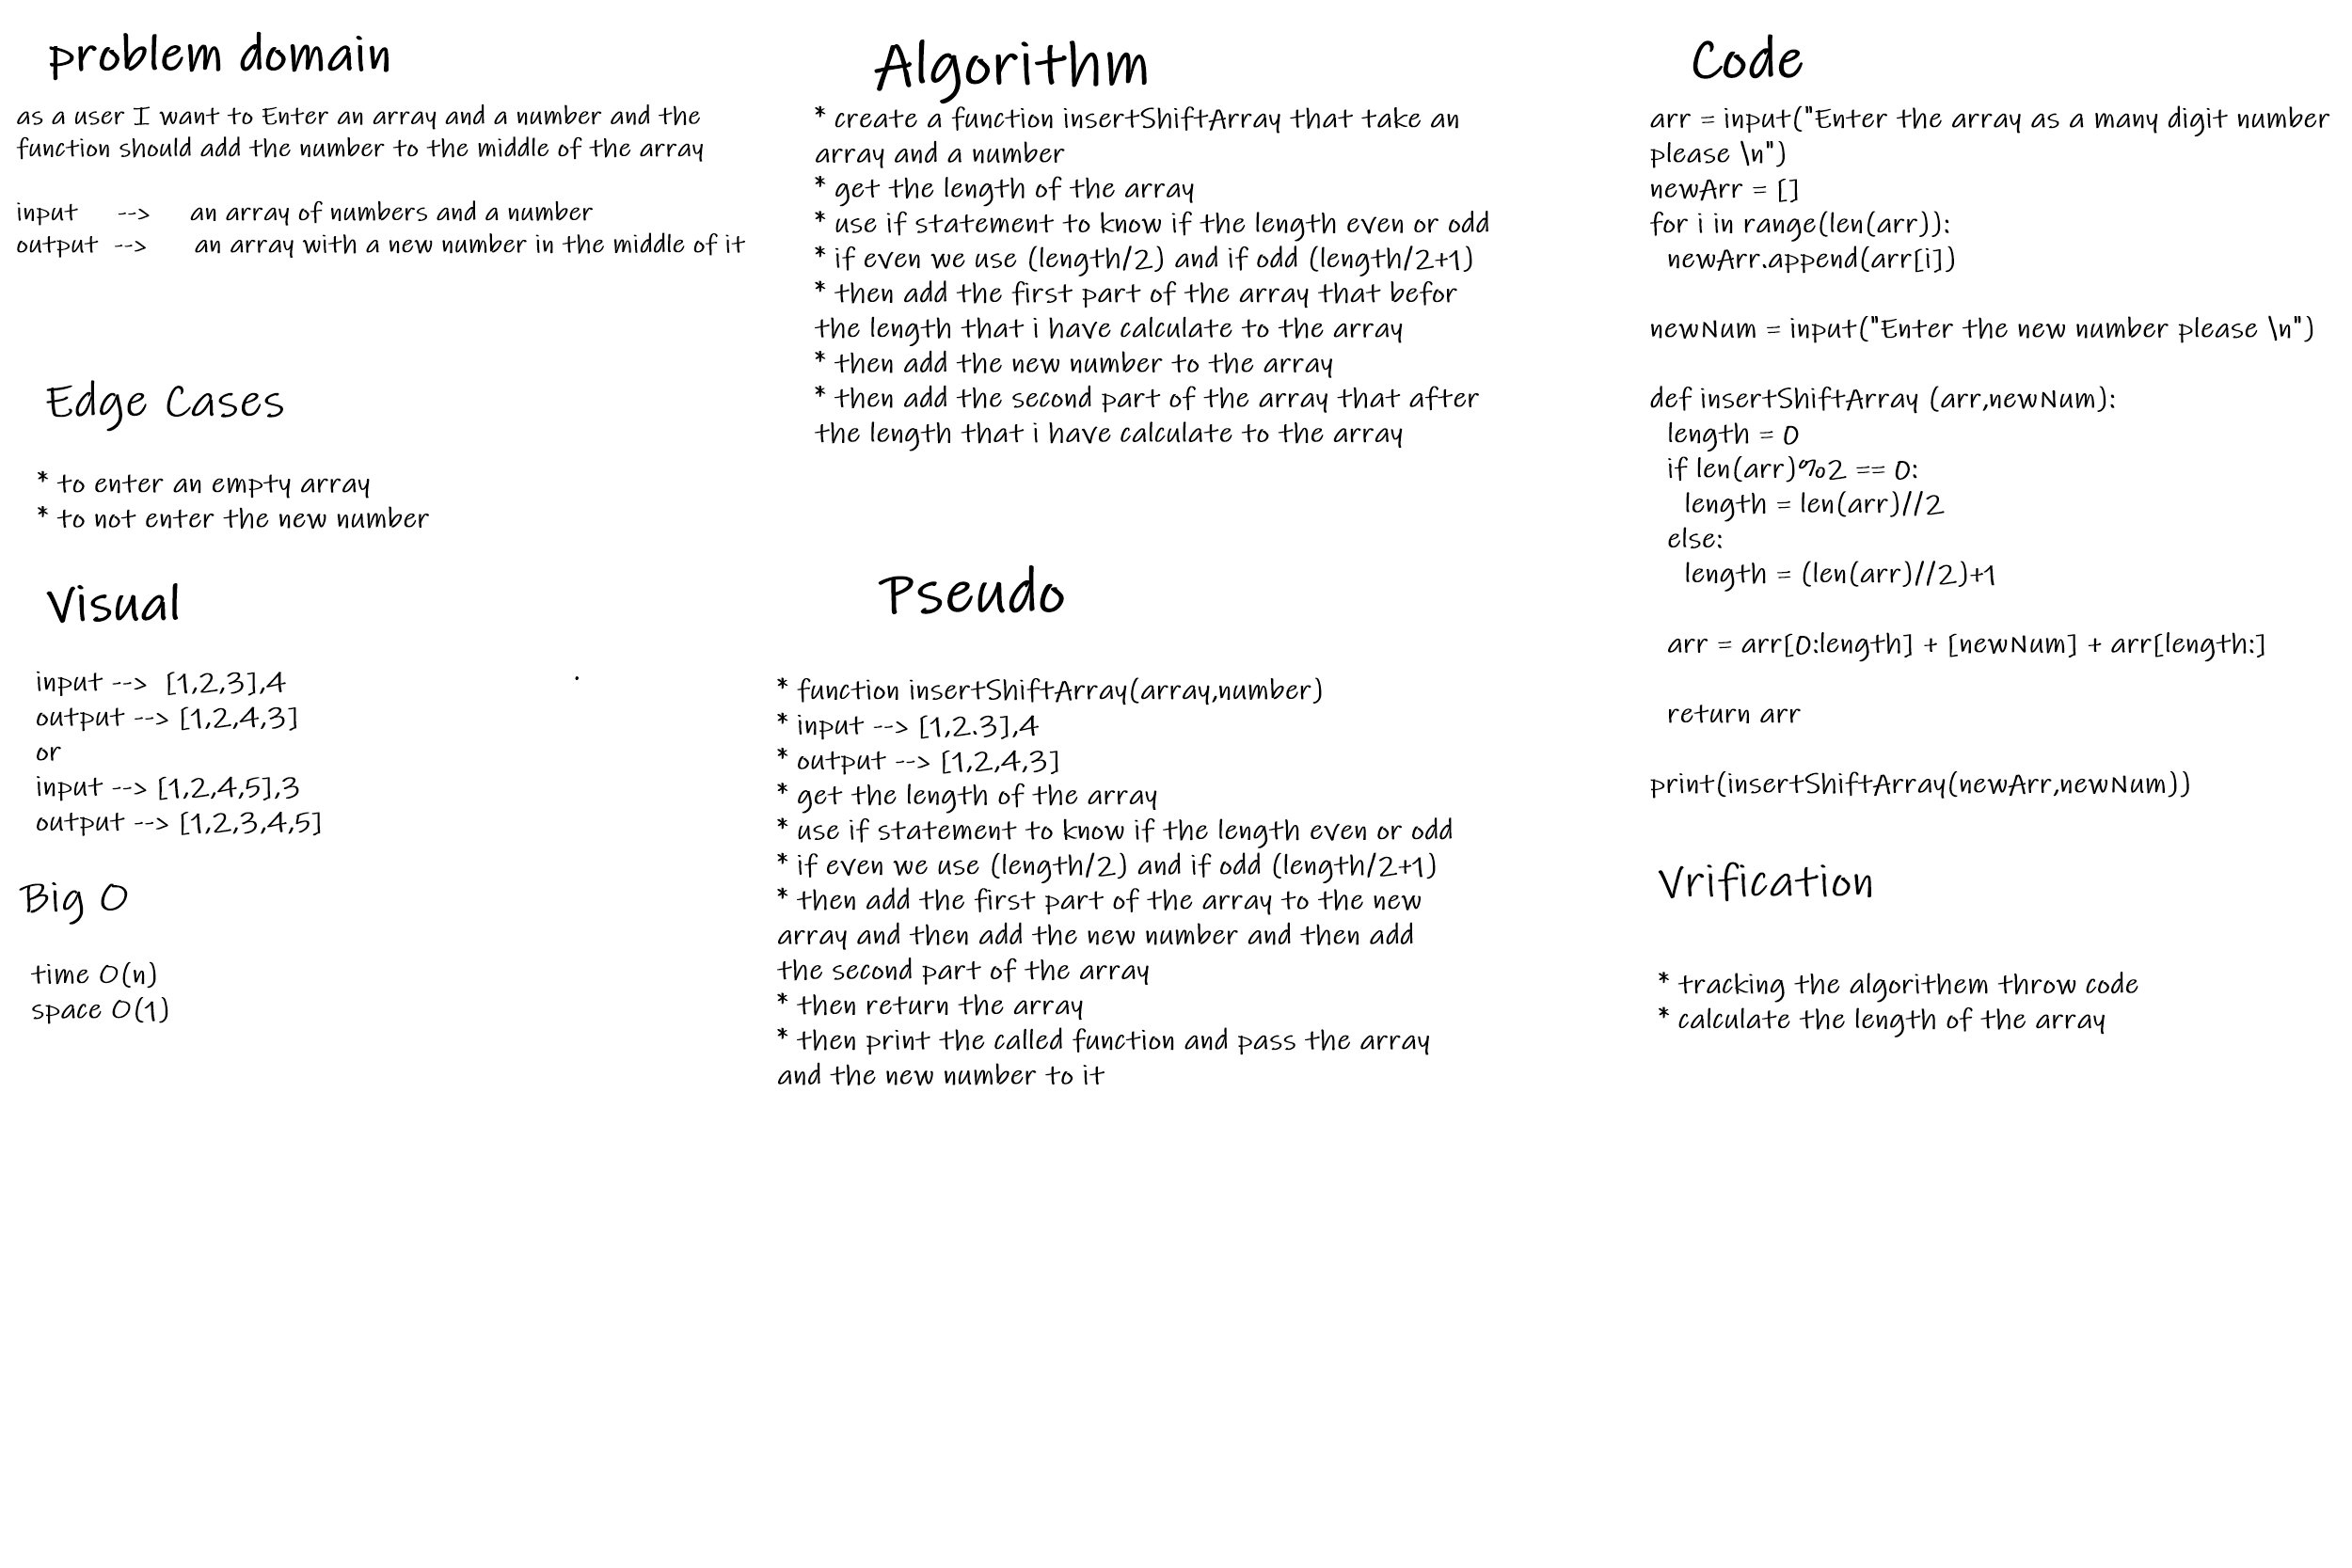 problem domain
as a user I want to Enter an array and a number and the
function should add the number to the middle of the array
input --> an array of numbers and a number
output --> an array with a new number in the middle of it
Edge Cases
* to enter an empty array
* to not enter the new number
Visual
input --> [1,2,3],4
output --> [1,2,4,3]
or
input --> [1,2,4,5],3
output --> [1,2,3,4,5]
Big O
time O(n)
space O(1)
Algorithm
* create a function insertShiftArray that take an
array and a number
* get the length of the array
* use if statement to know if the length even or odd
* if even we use (length/2) and if odd (length/2+1)
* then add the first part of the array that befor
the length that i have calculate to the array
* then add the new number to the array
* then add the second part of the array that after
the length that i have calculate to the array
Pseudo
* function insertShiftArray(array,number)
* input --> [1,2.3],4
* output --> [1,2,4,3]
* get the length of the array
* use if statement to know if the length even or odd
* if even we use (length/2) and if odd (length/2+1)
* then add the first part of the array to the new
array and then add the new number and then add
the second part of the array
* then return the array
* then print the called function and pass the array
and the new number to it
Code
arr = input("Enter the array as a many digit number
please \n")
newArr = []
for i in range(len(arr)):
newArr.append(arr[i])
newNum = input("Enter the new number please \n")
def insertShiftArray (arr,newNum):
length = 0
if len(arr)%2 == 0:
length = len(arr)//2
else:
length = (len(arr)//2)+1
arr = arr[0:length] + [newNum] + arr[length:]
return arr
print(insertShiftArray(newArr,newNum))
Vrification
* tracking the algorithem throw code
* calculate the length of the array